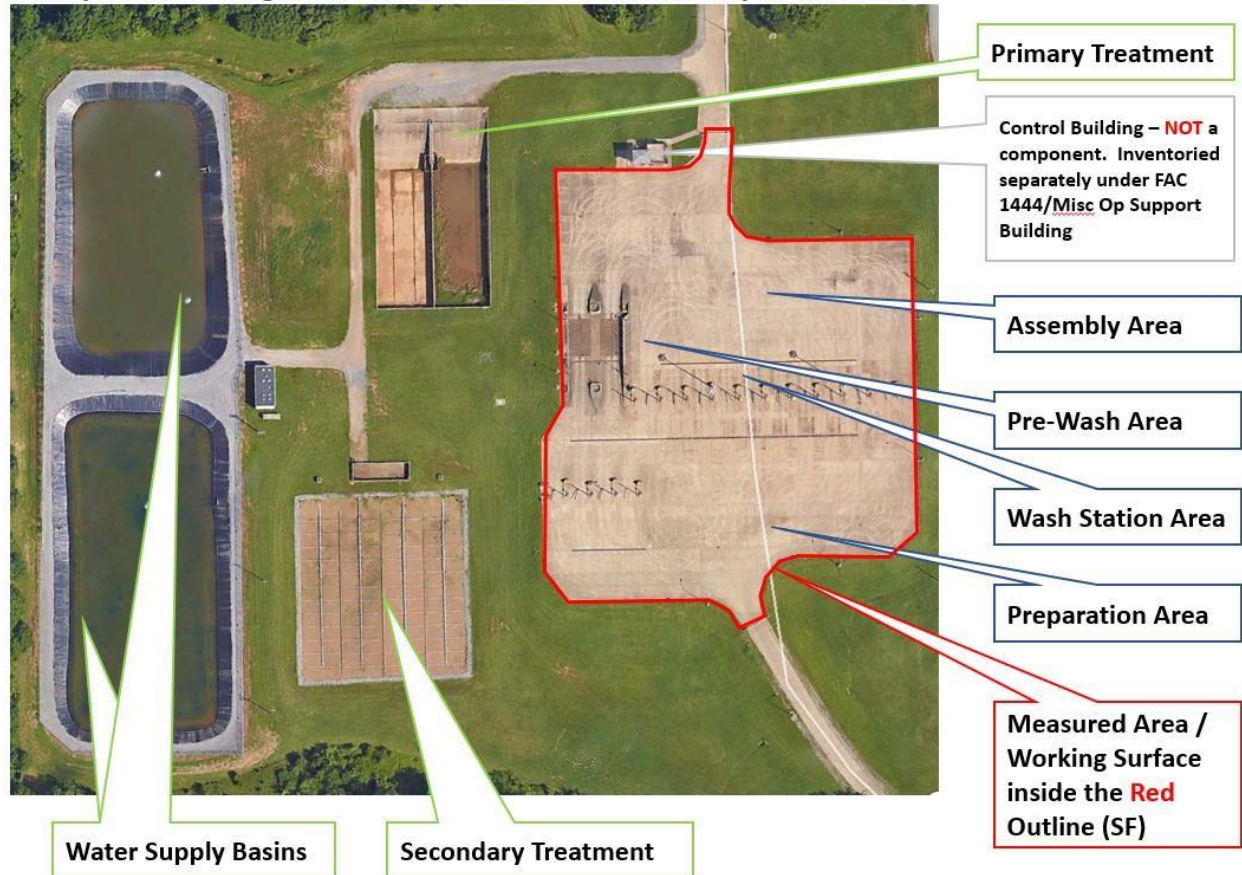 Primary Treatment
Control Building – NOT a
component.  Inventoried
separately under FAC
1444/Misc Op Support
Building
Assembly Area
Pre-Wash Area
Wash Station Area
Preparation Area
Measured Area /
Working Surface
inside the Red
Outline (SF)
Water Supply Basins
Secondary Treatment